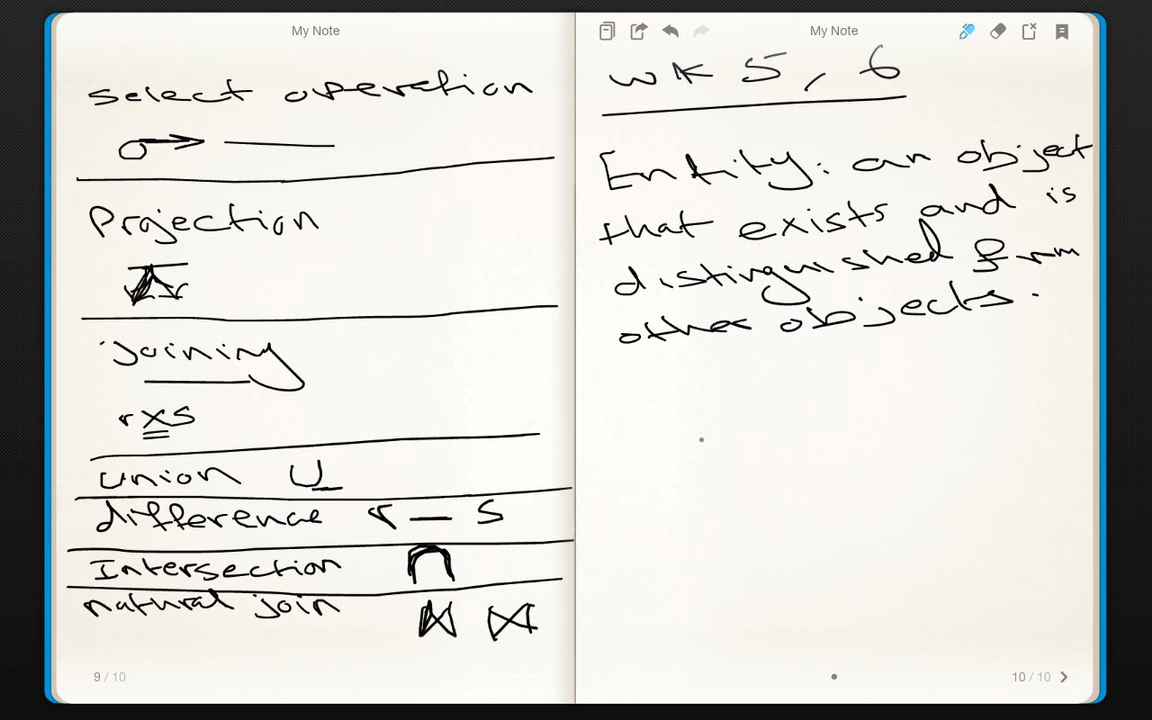 My Note
select operation
Projection
joining
r x s
union U
difference r - s
Intersection ∩
natural join ⋈ ⋈
9 / 10
My Note
wk 5, 6
Entity: an object
that exists and is
distinguished from
other objects.
10 / 10